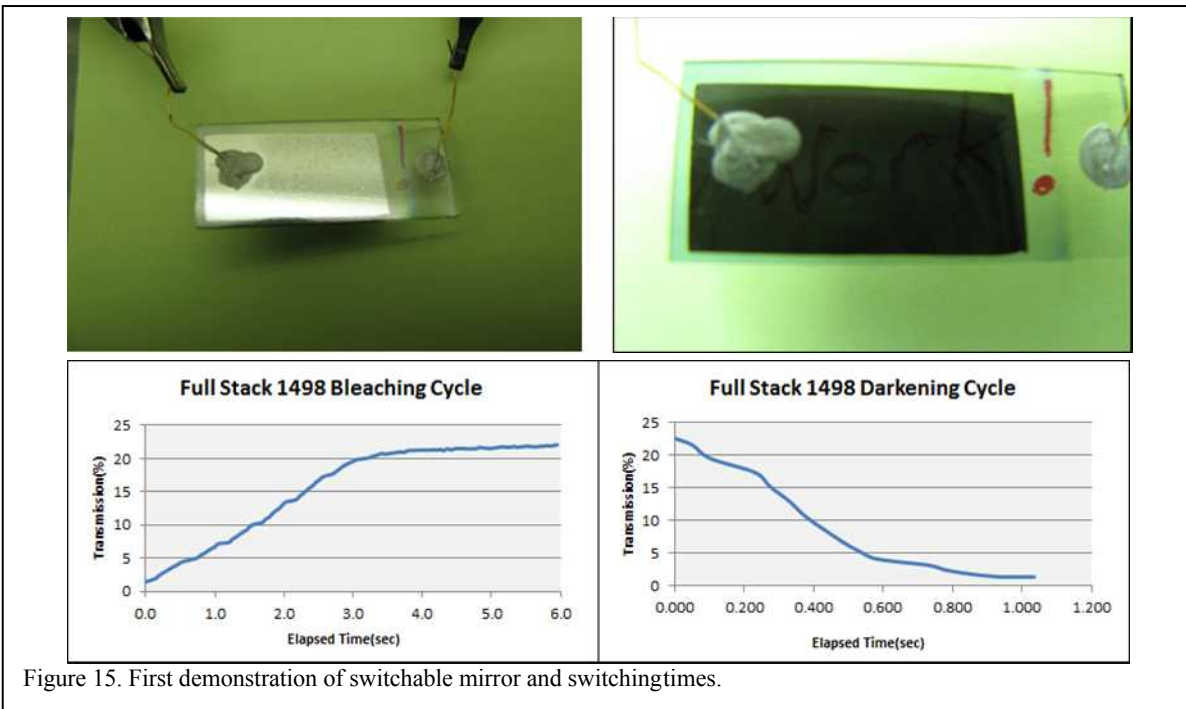 work
Full Stack 1498 Bleaching Cycle
Transmission(%)
25
20
15
10
5
0
0.0 1.0 2.0 3.0 4.0 5.0 6.0
Elapsed Time(sec)
Full Stack 1498 Darkening Cycle
Transmission(%)
25
20
15
10
5
0
0.000 0.200 0.400 0.600 0.800 1.000 1.200
Elapsed Time(sec)
Figure 15. First demonstration of switchable mirror and switchingtimes.